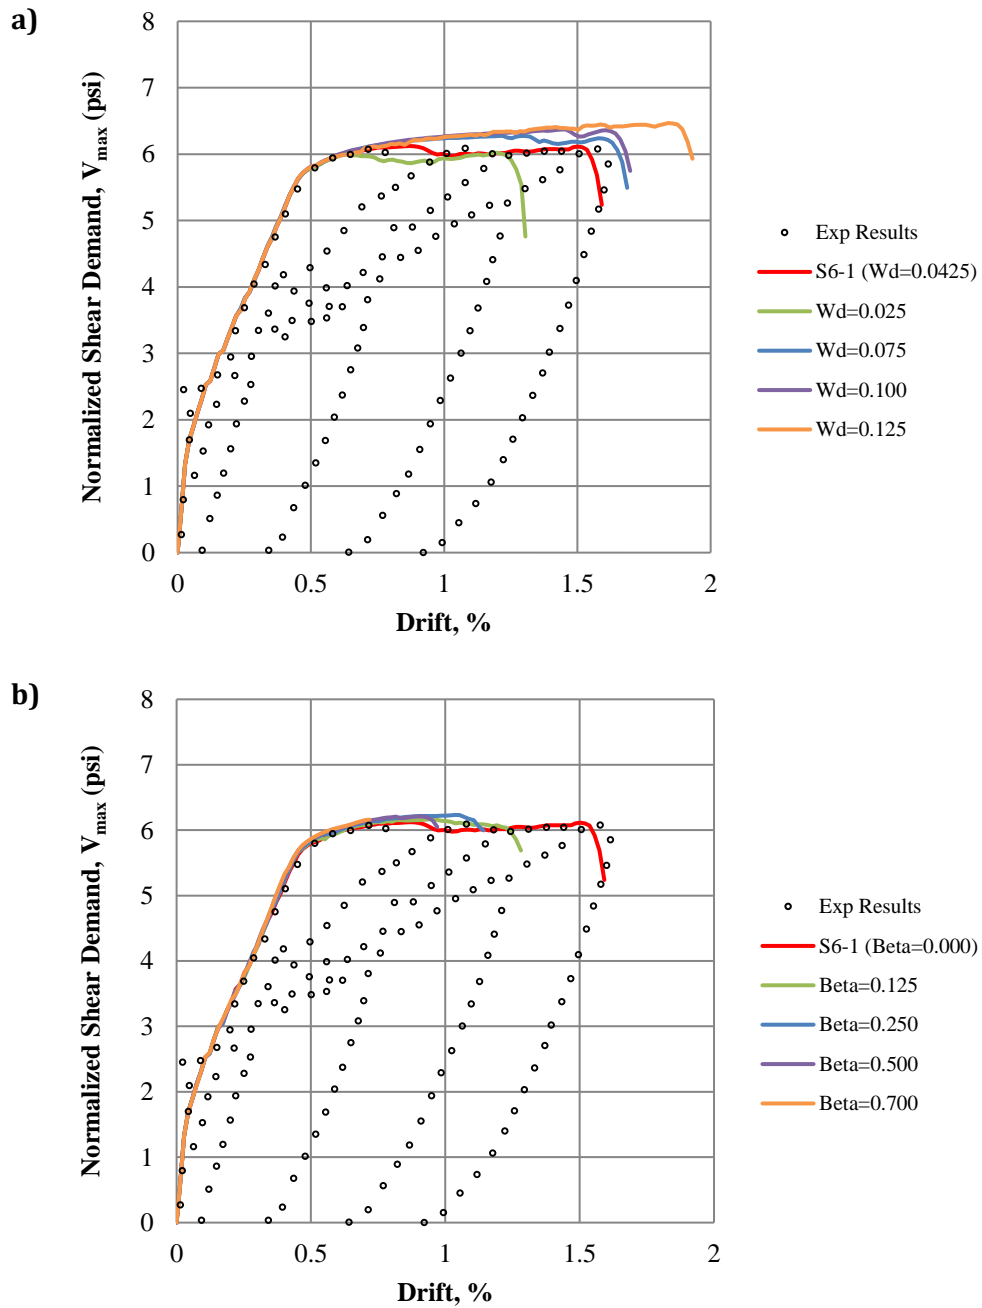 a)
Normalized Shear Demand, Vmax (psi)
8
7
6
5
4
3
2
1
0
0 0.5 1 1.5 2
Drift, %
Exp Results
S6-1 (Wd=0.0425)
Wd=0.025
Wd=0.075
Wd=0.100
Wd=0.125
b)
Normalized Shear Demand, Vmax (psi)
8
7
6
5
4
3
2
1
0
0 0.5 1 1.5 2
Drift, %
Exp Results
S6-1 (Beta=0.000)
Beta=0.125
Beta=0.250
Beta=0.500
Beta=0.700